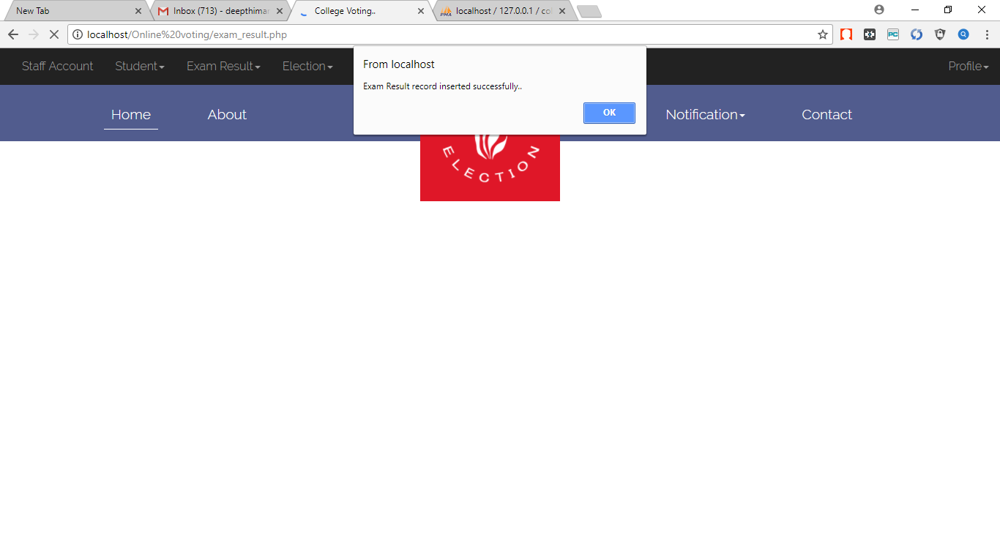 New Tab
Inbox (713) - deepthimar
College Voting..
localhost / 127.0.0.1 / co
localhost/Online%20voting/exam_result.php
PC
Staff Account
Student
Exam Result
Election
Profile
From localhost
Exam Result record inserted successfully..
OK
Home
About
Notification
Contact
ELECTION